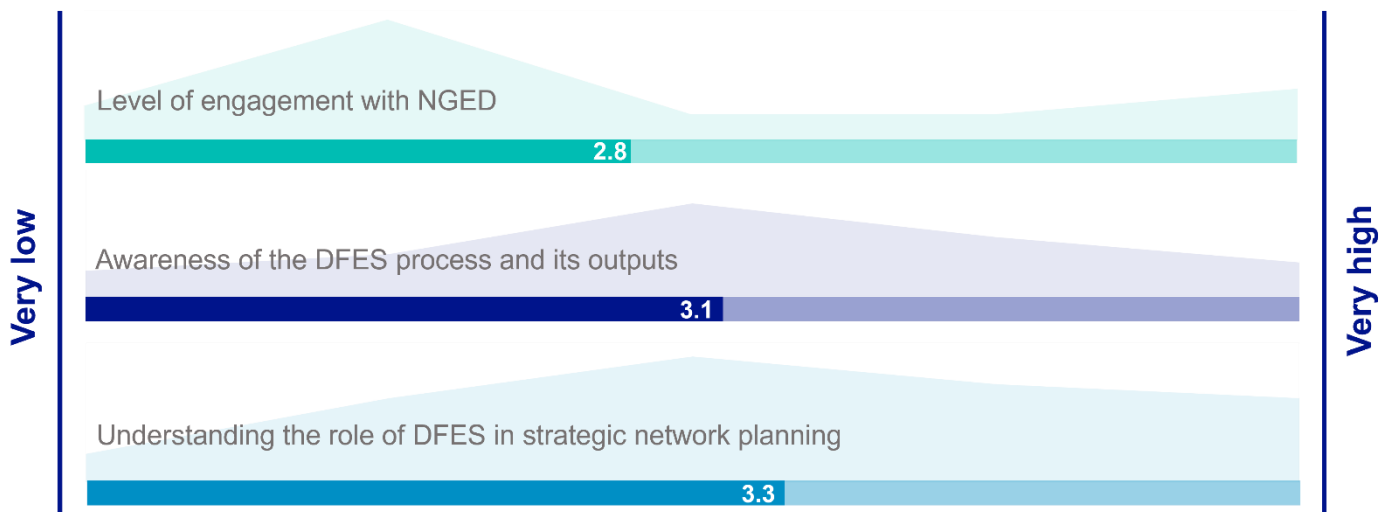 Very low
Level of engagement with NGED
2.8
Awareness of the DFES process and its outputs
3.1
Understanding the role of DFES in strategic network planning
3.3
Very high